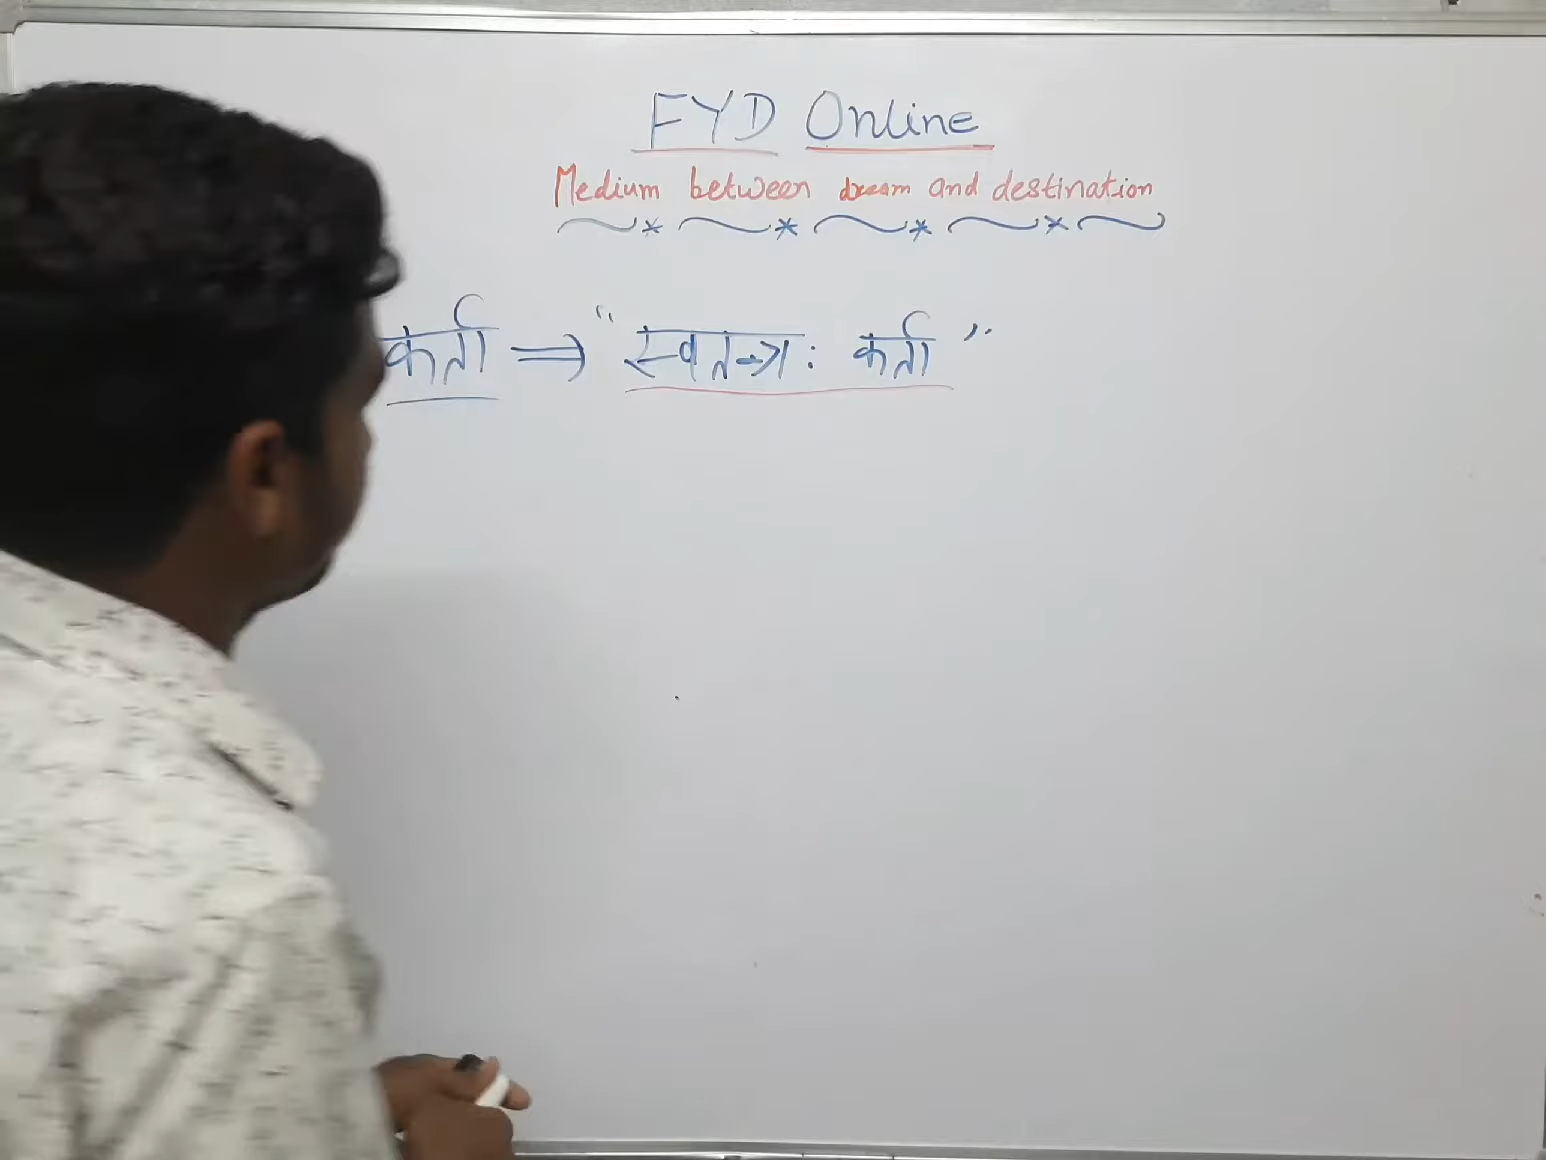 FYD Online
Medium between dream and destination
कर्ता ⇒ "स्वतन्त्र: कर्ता"